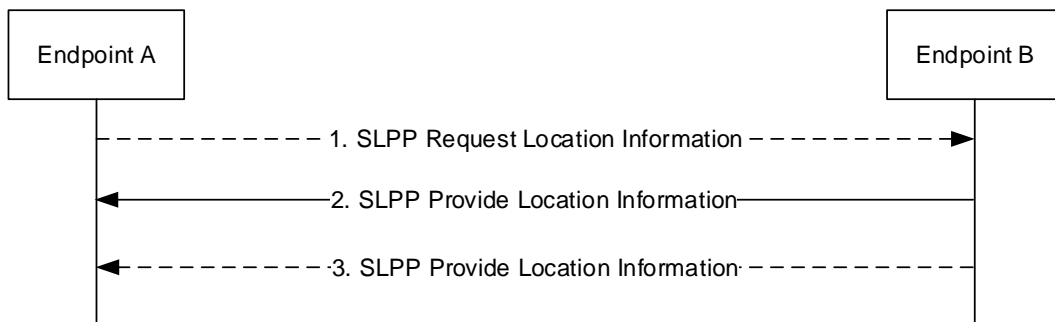 Endpoint A
Endpoint B
1. SLPP Request Location Information
2. SLPP Provide Location Information
3. SLPP Provide Location Information